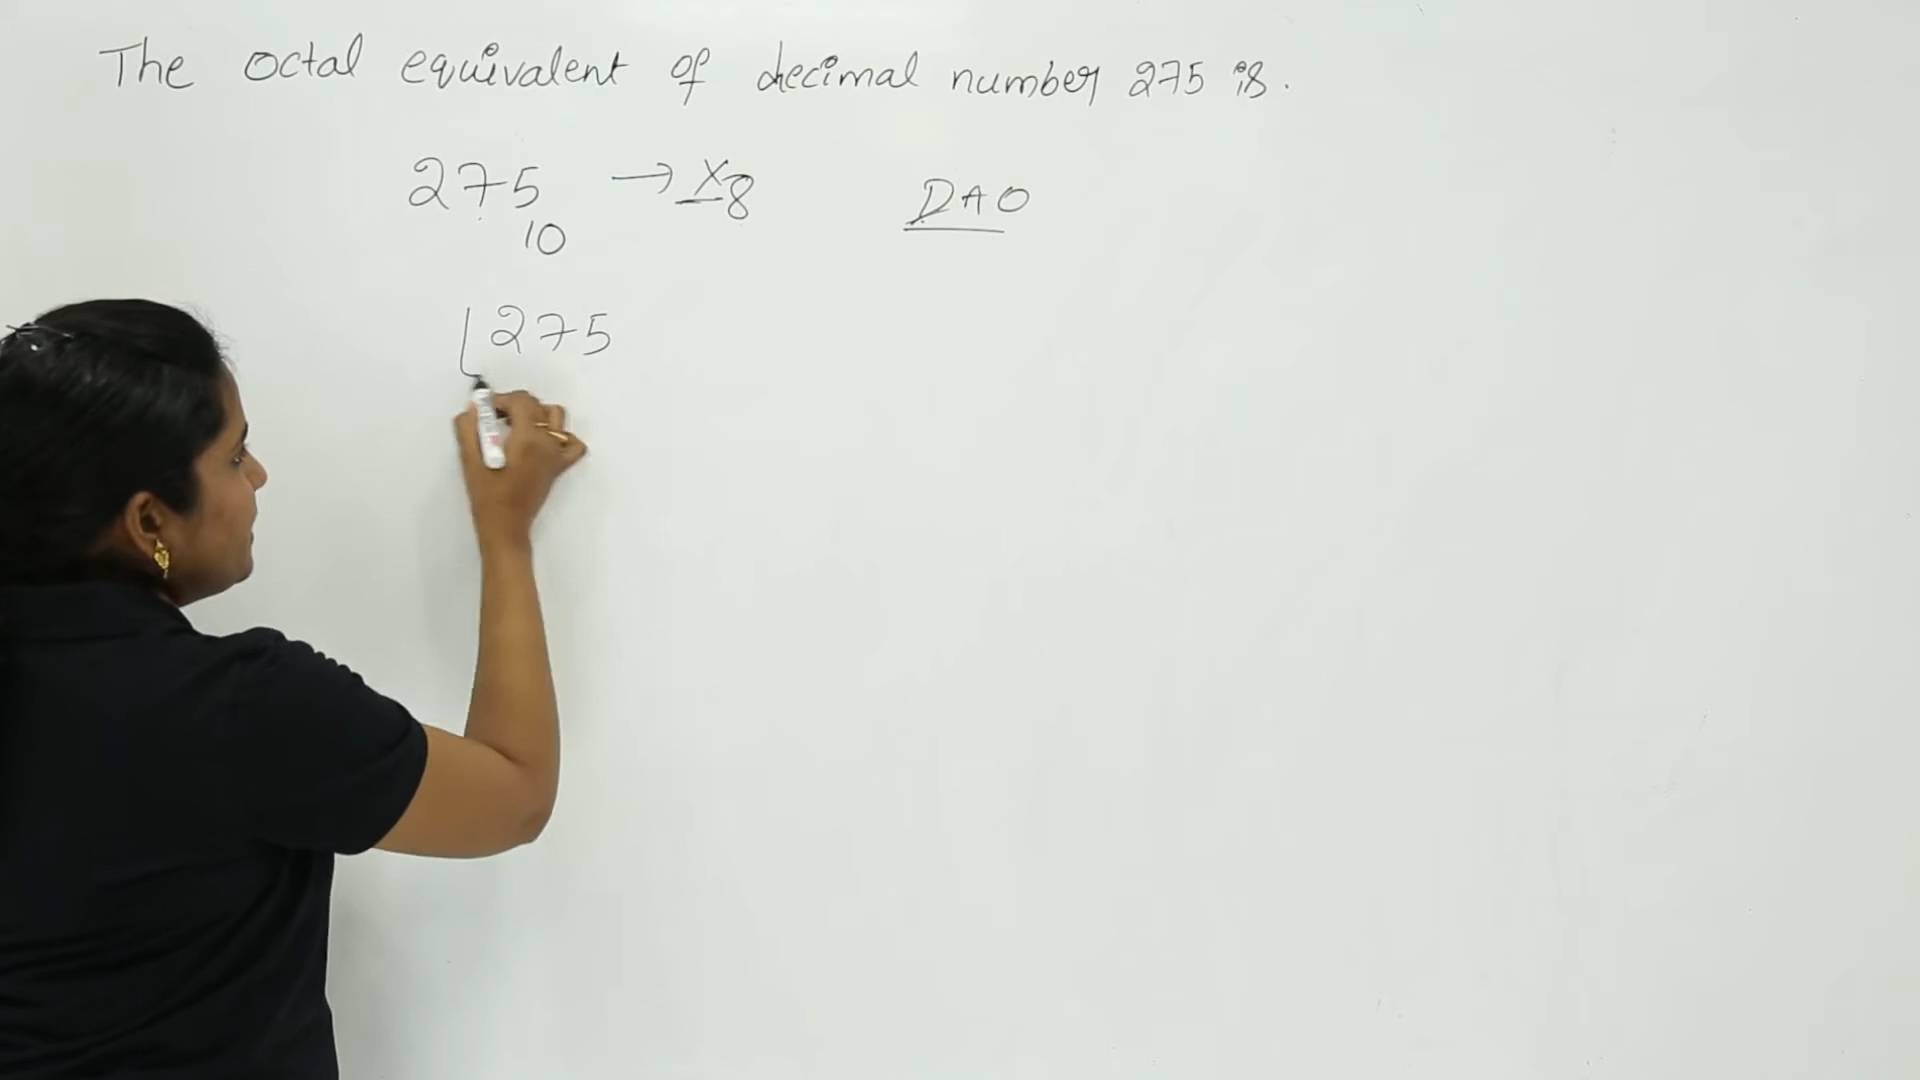 The octal equivalent of decimal number 275 is.
275 10 → X8 DAO
275